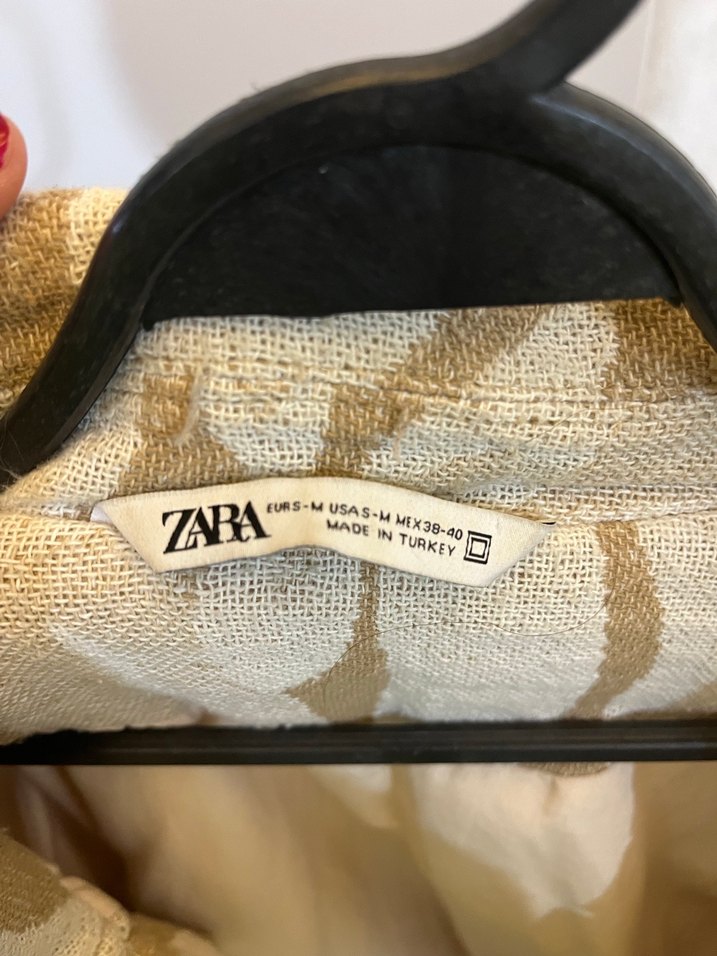 ZARA
EUR S-M USA S-M MEX 38-40
MADE IN TURKEY